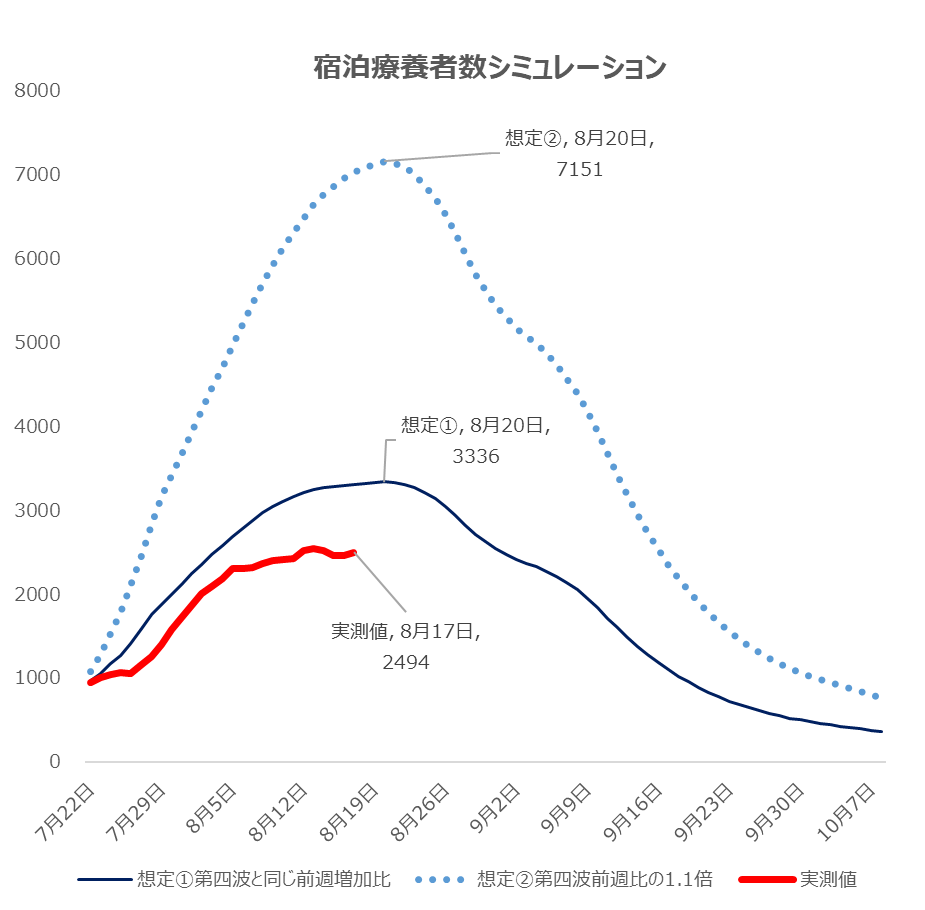 宿泊療養者数シミュレーション
8000
7000
6000
5000
4000
3000
2000
1000
0
想定②, 8月20日,
7151
想定①, 8月20日,
3336
実測値, 8月17日,
2494
7月22日
7月29日
8月5日
8月12日
8月19日
8月26日
9月2日
9月9日
9月16日
9月23日
9月30日
10月7日
想定①第四波と同じ前週増加比
想定②第四波前週比の1.1倍
実測値